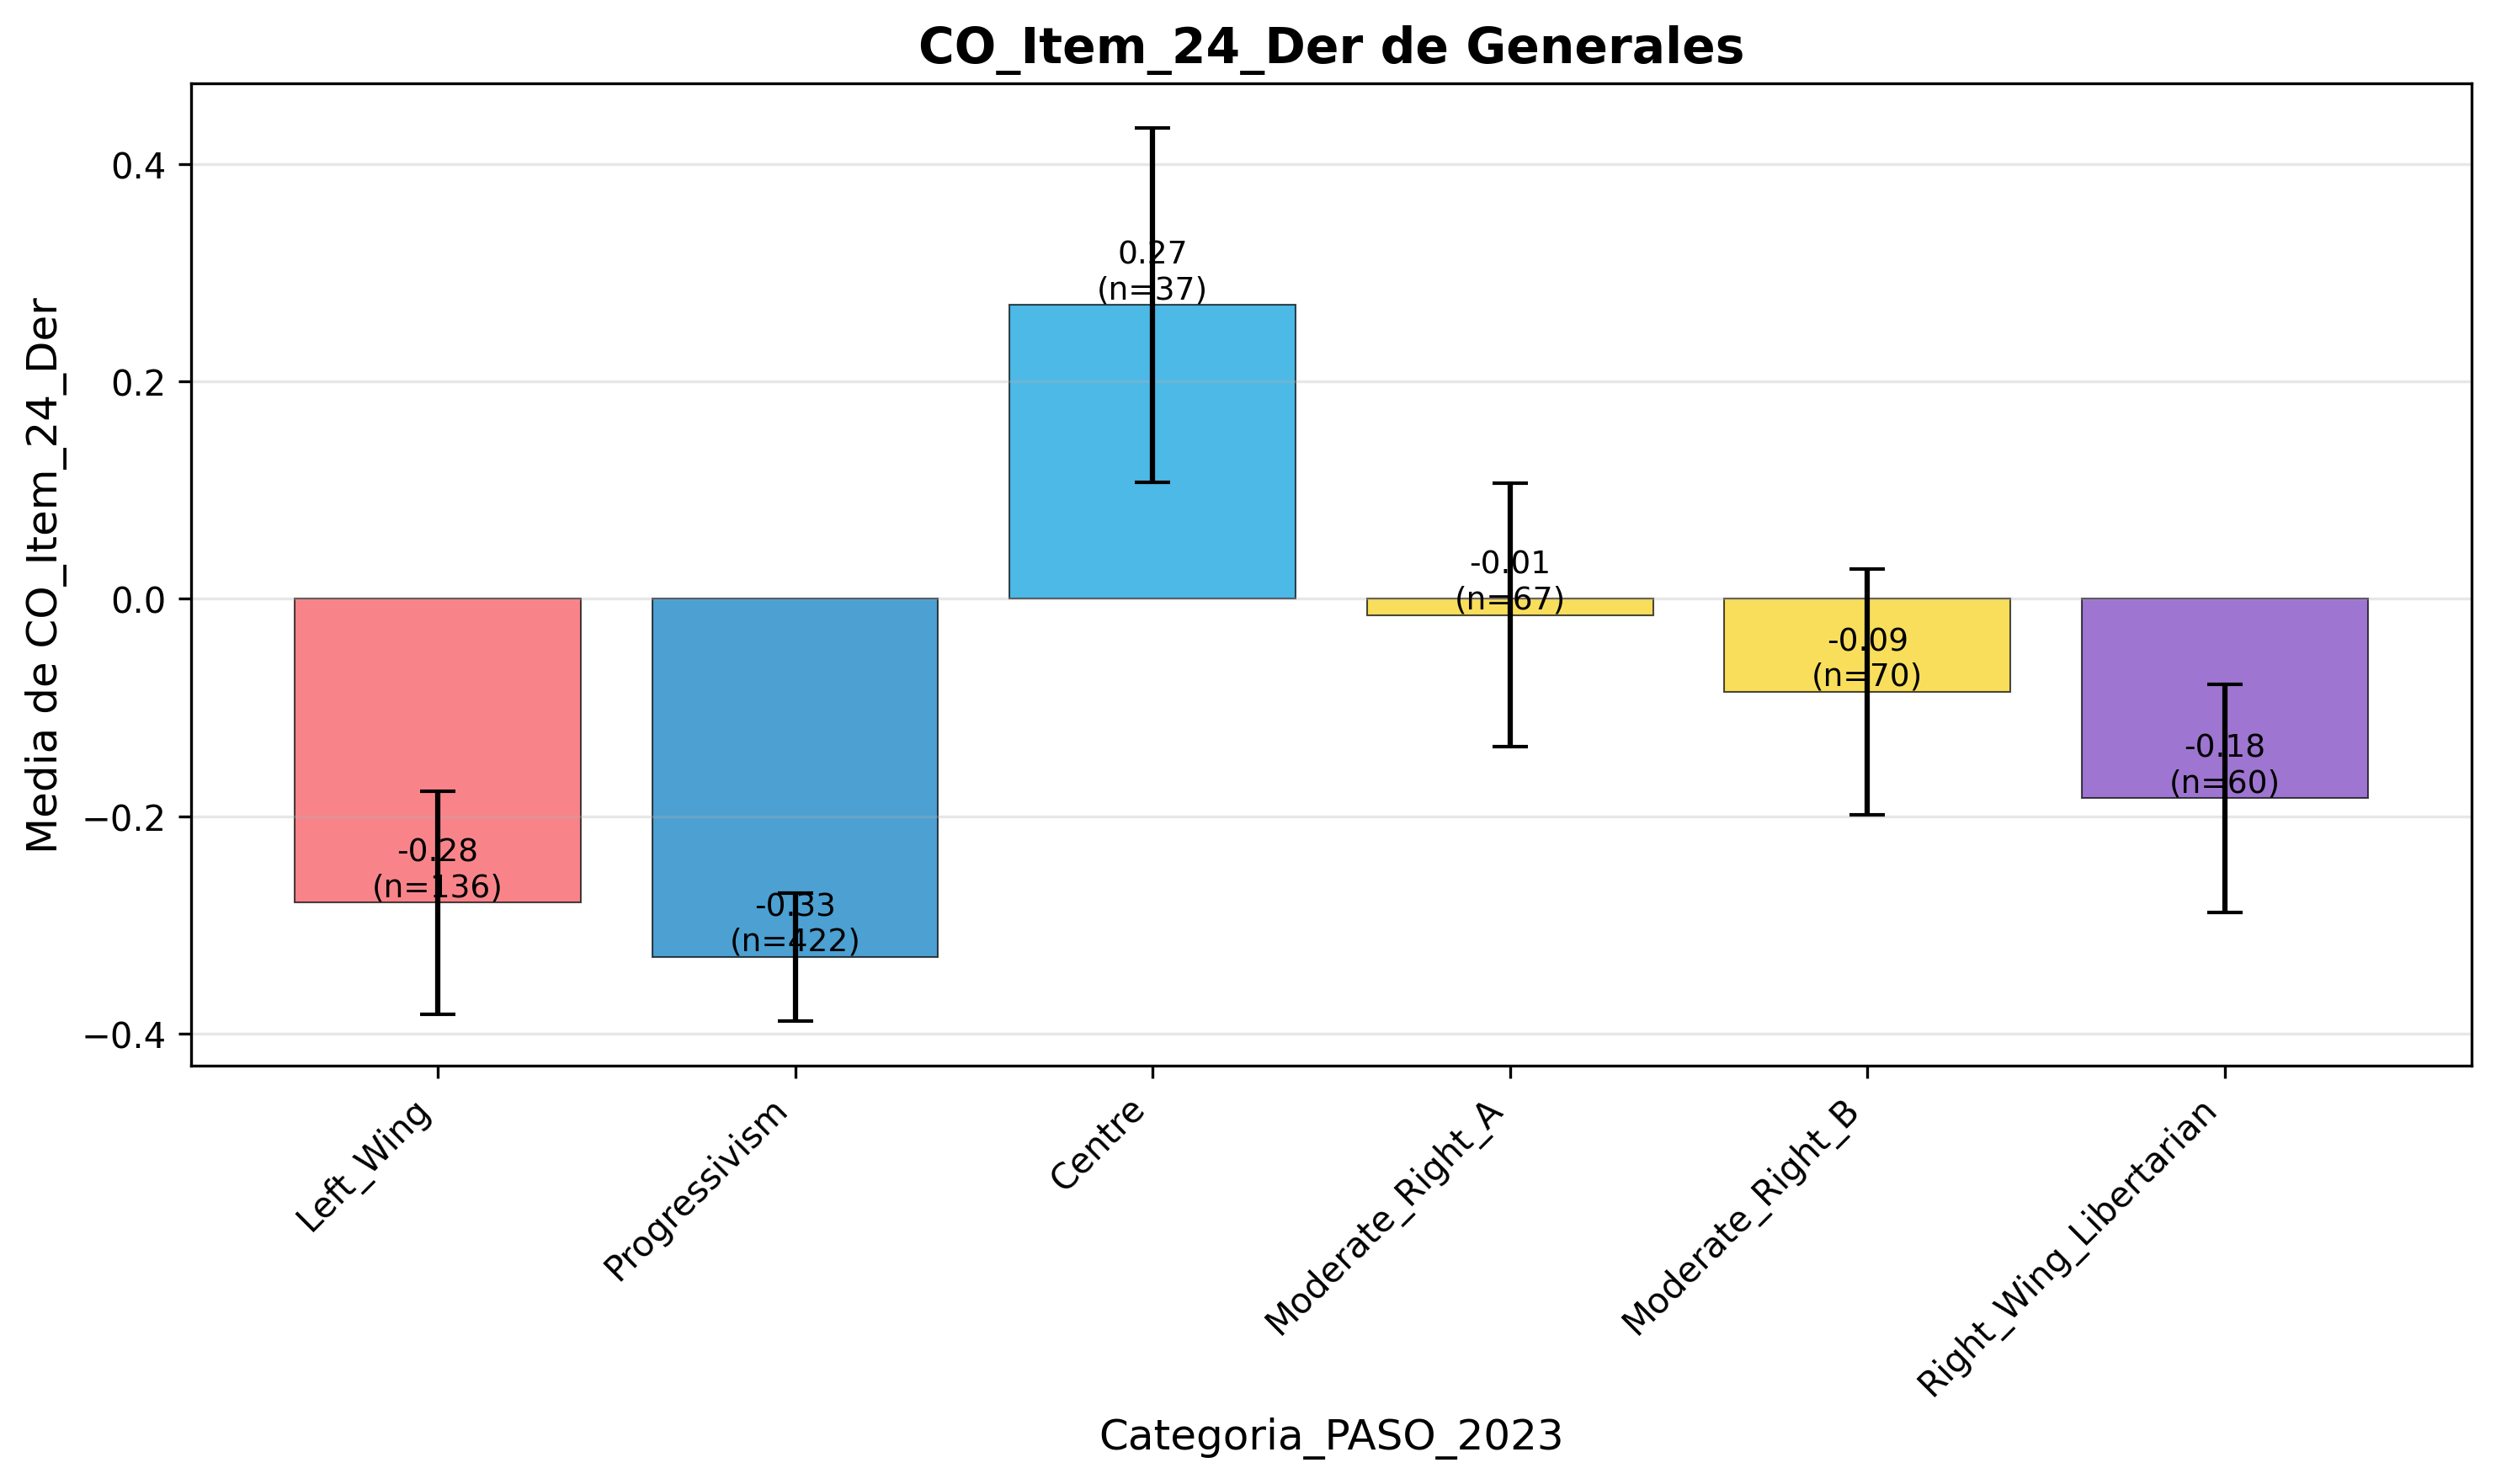 CO_Item_24_Der de Generales
Media de CO_Item_24_Der
0.4
0.2
0.0
−0.2
−0.4
-0.28
(n=136)
-0.33
(n=422)
0.27
(n=37)
-0.01
(n=67)
-0.09
(n=70)
-0.18
(n=60)
Left_Wing
Progressivism
Centre
Moderate_Right_A
Moderate_Right_B
Right_Wing_Libertarian
Categoria_PASO_2023